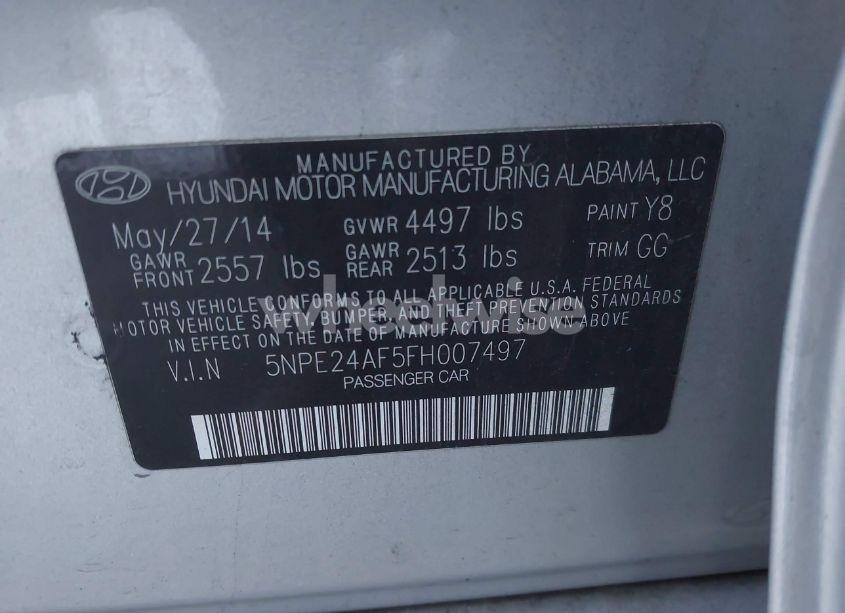 MANUFACTURED BY
HYUNDAI MOTOR MANUFACTURING ALABAMA, LLC
May/27/14 GVWR 4497 lbs PAINT Y8
GAWR FRONT 2557 lbs GAWR REAR 2513 lbs TRIM GG
THIS VEHICLE CONFORMS TO ALL APPLICABLE U.S.A. FEDERAL
MOTOR VEHICLE SAFETY BUMPER, AND THEFT PREVENTION STANDARDS
IN EFFECT ON THE DATE OF MANUFACTURE SHOWN ABOVE
wheelwise
V.I.N 5NPE24AF5FH007497
PASSENGER CAR